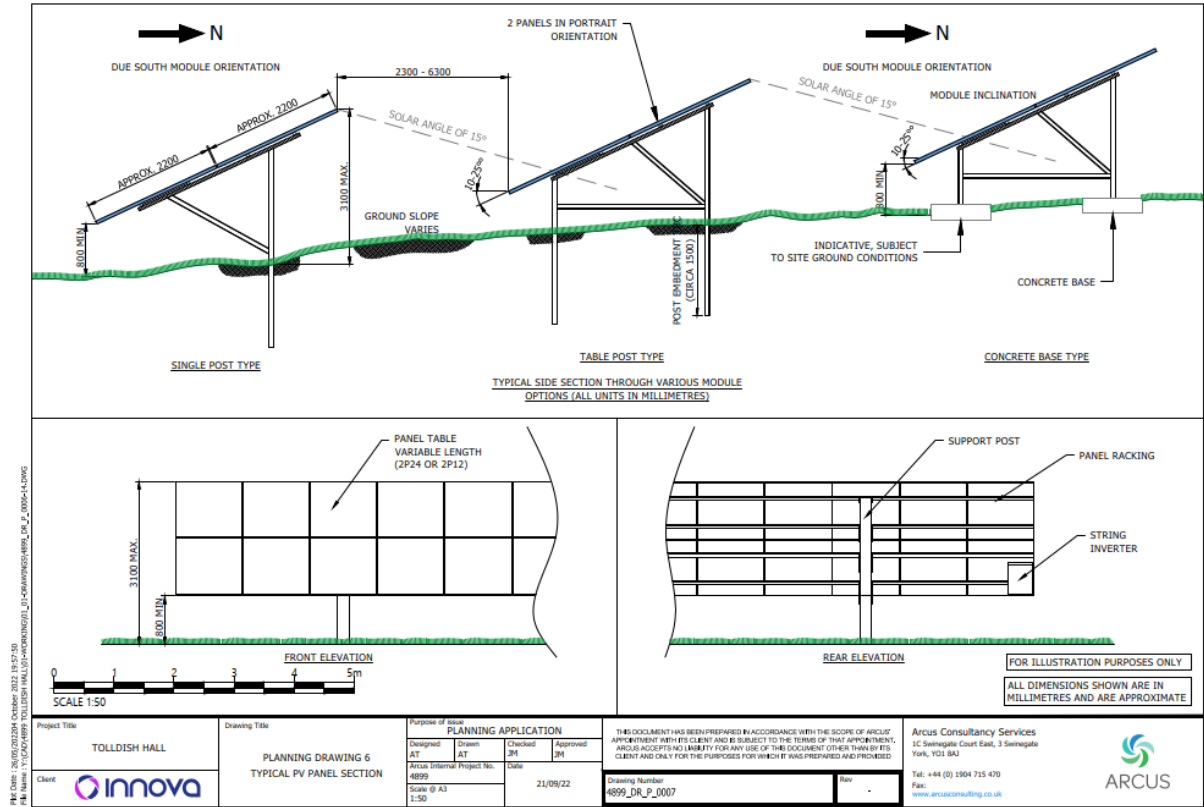 N
DUE SOUTH MODULE ORIENTATION
2 PANELS IN PORTRAIT
ORIENTATION
N
DUE SOUTH MODULE ORIENTATION
MODULE INCLINATION
2300 - 6300
APPROX. 2200
APPROX. 2200
SOLAR ANGLE OF 15°
SOLAR ANGLE OF 15°
10-25°
10-25°
3100 MAX.
800 MIN
800 MIN
GROUND SLOPE
VARIES
POST EMBEDMENT
(CIRCA 1500)
INDICATIVE, SUBJECT
TO SITE GROUND CONDITIONS
CONCRETE BASE
SINGLE POST TYPE
TABLE POST TYPE
CONCRETE BASE TYPE
TYPICAL SIDE SECTION THROUGH VARIOUS MODULE
OPTIONS (ALL UNITS IN MILLIMETRES)
PANEL TABLE
VARIABLE LENGTH
(2P24 OR 2P12)
3100 MAX.
800 MIN
FRONT ELEVATION
0 1 2 3 4 5m
SCALE 1:50
SUPPORT POST
PANEL RACKING
STRING
INVERTER
REAR ELEVATION
FOR ILLUSTRATION PURPOSES ONLY
ALL DIMENSIONS SHOWN ARE IN
MILLIMETRES AND ARE APPROXIMATE
Project Title
TOLLDISH HALL
Client
innova
Drawing Title
PLANNING DRAWING 6
TYPICAL PV PANEL SECTION
Purpose of issue
PLANNING APPLICATION
Designed Drawn Checked Approved
AT AT JM JM
Arcus Internal Project No.
4899
Date
21/09/22
Scale @ A3
1:50
THIS DOCUMENT HAS BEEN PREPARED IN ACCORDANCE WITH THE SCOPE OF ARCUS'
APPOINTMENT WITH ITS CLIENT AND IS SUBJECT TO THE TERMS OF THAT APPOINTMENT.
ARCUS ACCEPTS NO LIABILITY FOR ANY USE OF THIS DOCUMENT OTHER THAN BY ITS
CLIENT AND ONLY FOR THE PURPOSES FOR WHICH IT WAS PREPARED AND PROVIDED
Drawing Number
4899_DR_P_0007
Rev
-
Arcus Consultancy Services
1C Swinegate Court East, 3 Swinegate
York, YO1 8AJ
Tel: +44 (0) 1904 715 470
Fax:
www.arcusconsulting.co.uk
ARCUS